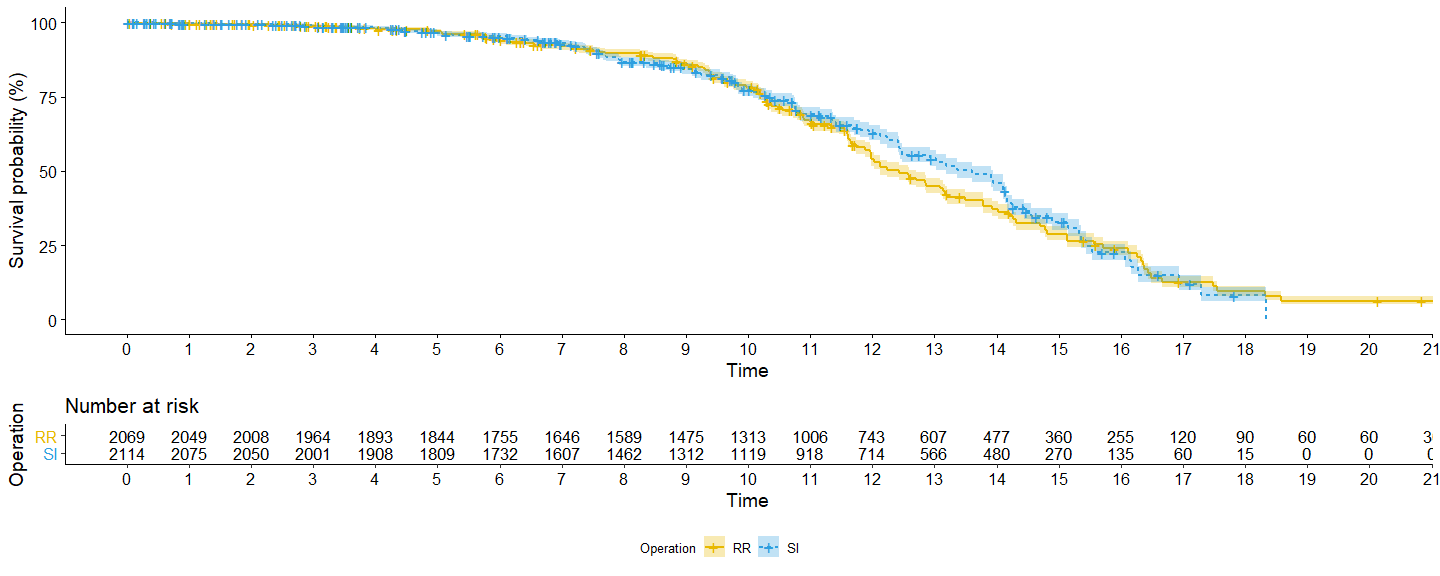 Survival probability (%)
100
75
50
25
0
0 1 2 3 4 5 6 7 8 9 10 11 12 13 14 15 16 17 18 19 20 21
Time
Number at risk
Operation
RR 2069 2049 2008 1964 1893 1844 1755 1646 1589 1475 1313 1006 743 607 477 360 255 120 90 60 60
SI 2114 2075 2050 2001 1908 1809 1732 1607 1462 1312 1119 918 714 566 480 270 135 60 15 0 0
0 1 2 3 4 5 6 7 8 9 10 11 12 13 14 15 16 17 18 19 20 21
Time
Operation RR SI